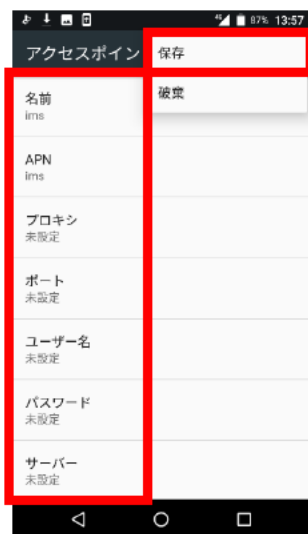 87% 13:57
アクセスポイン
保存
破棄
名前
ims
APN
ims
プロキシ
未設定
ポート
未設定
ユーザー名
未設定
パスワード
未設定
サーバー
未設定